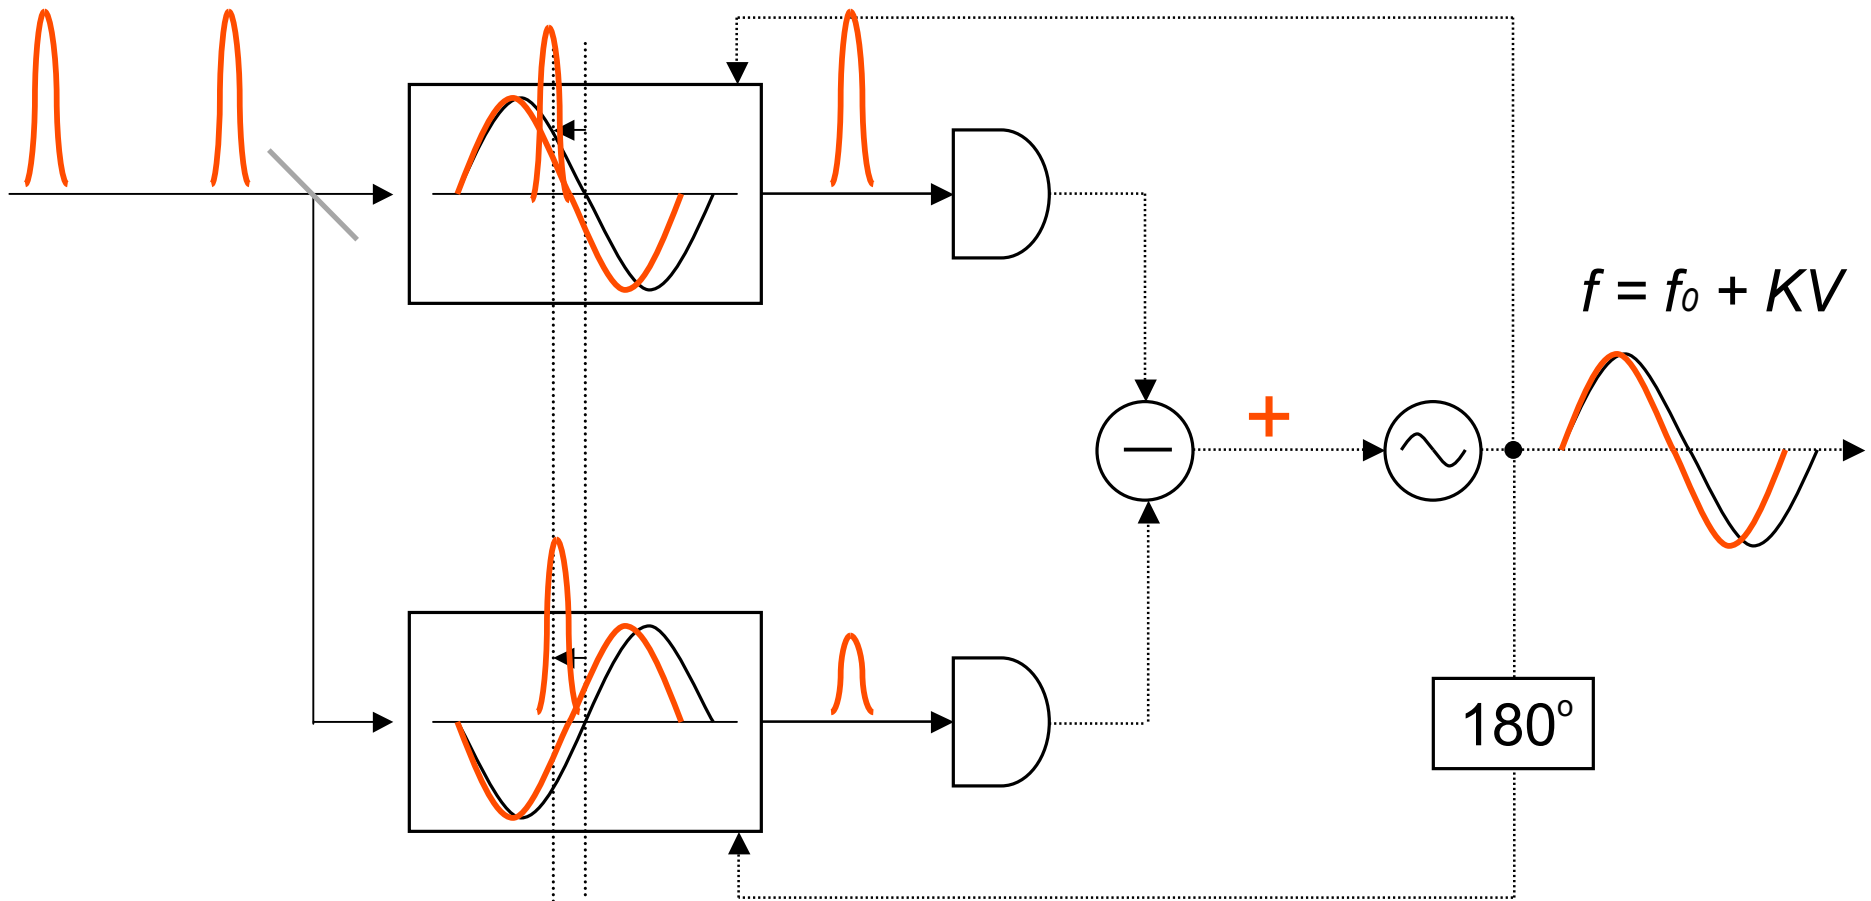 f = f₀ + KV
+
180°